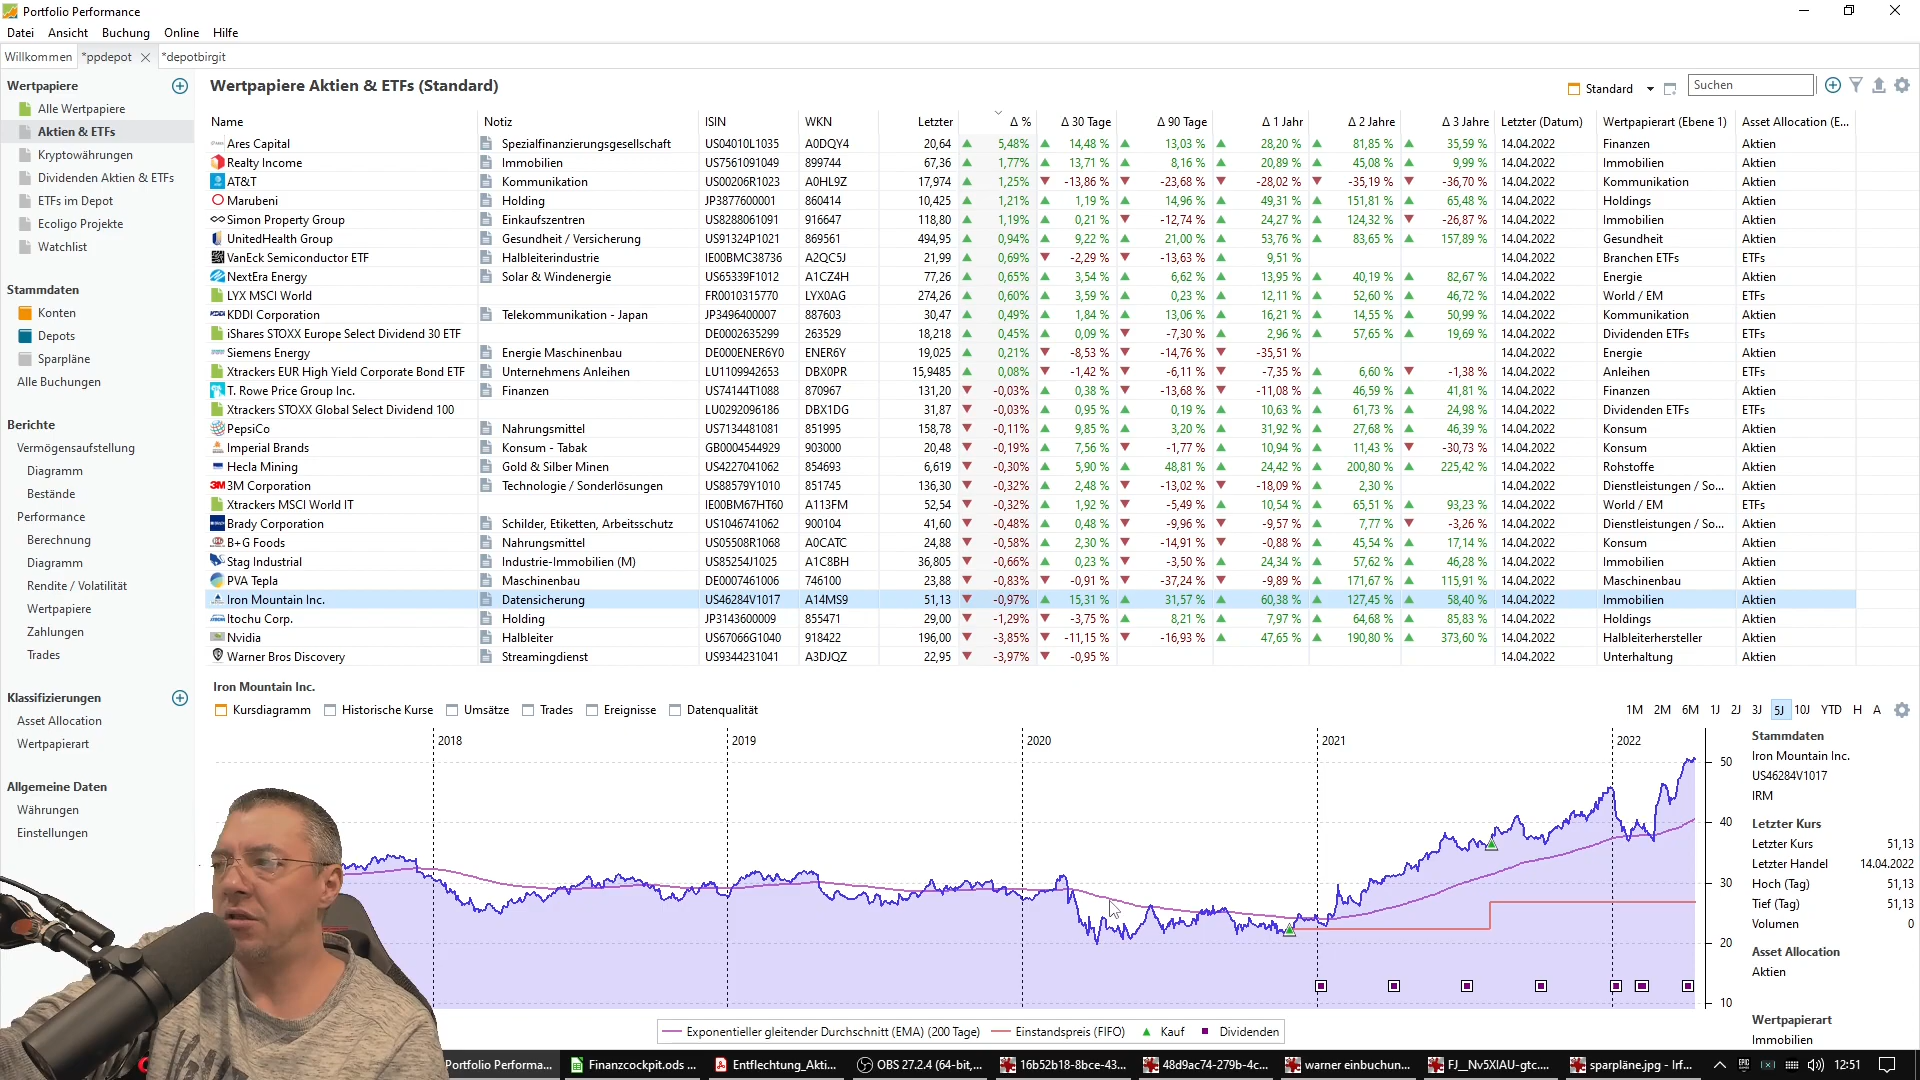 Portfolio Performance
Datei Ansicht Buchung Online Hilfe
Willkommen *ppdepot *depotbirgit
Wertpapiere
Alle Wertpapiere
Aktien & ETFs
Kryptowährungen
Dividenden Aktien & ETFs
ETFs im Depot
Ecoligo Projekte
Watchlist
Stammdaten
Konten
Depots
Sparpläne
Alle Buchungen
Berichte
Vermögensaufstellung
Diagramm
Bestände
Performance
Berechnung
Diagramm
Rendite / Volatilität
Wertpapiere
Zahlungen
Trades
Klassifizierungen
Asset Allocation
Wertpapierart
Allgemeine Daten
Währungen
Einstellungen
Wertpapiere Aktien & ETFs (Standard) Standard Suchen
Name Notiz ISIN WKN Letzter Δ % Δ 30 Tage Δ 90 Tage Δ 1 Jahr Δ 2 Jahre Δ 3 Jahre Letzter (Datum) Wertpapierart (Ebene 1) Asset Allocation (E...
Ares Capital Spezialfinanzierungsgesellschaft US04010L1035 A0DQY4 20,64 5,48% 14,48 % 13,03 % 28,20 % 81,85 % 35,59 % 14.04.2022 Finanzen Aktien
Realty Income Immobilien US7561091049 899744 67,36 1,77% 13,71 % 8,16 % 20,89 % 45,08 % 9,99 % 14.04.2022 Immobilien Aktien
AT&T Kommunikation US00206R1023 A0HL9Z 17,974 1,25% -13,86 % -23,68 % -28,02 % -35,19 % -36,70 % 14.04.2022 Kommunikation Aktien
Marubeni Holding JP3877600001 860414 10,425 1,21% 1,19 % 14,96 % 49,31 % 151,81 % 65,48 % 14.04.2022 Holdings Aktien
Simon Property Group Einkaufszentren US8288061091 916647 118,80 1,19% 0,21 % -12,74 % 24,27 % 124,32 % -26,87 % 14.04.2022 Immobilien Aktien
UnitedHealth Group Gesundheit / Versicherung US91324P1021 869561 494,95 0,94% 9,22 % 21,00 % 53,76 % 83,65 % 157,89 % 14.04.2022 Gesundheit Aktien
VanEck Semiconductor ETF Halbleiterindustrie IE00BMC38736 A2QC5J 21,99 0,69% -2,29 % -13,63 % 9,51 % 14.04.2022 Branchen ETFs ETFs
NextEra Energy Solar & Windenergie US65339F1012 A1CZ4H 77,26 0,65% 3,54 % 6,62 % 13,95 % 40,19 % 82,67 % 14.04.2022 Energie Aktien
LYX MSCI World FR0010315770 LYX0AG 274,26 0,60% 3,59 % 0,23 % 12,11 % 52,60 % 46,72 % 14.04.2022 World / EM ETFs
KDDI Corporation Telekommunikation - Japan JP3496400007 887603 30,47 0,49% 1,84 % 13,06 % 16,21 % 14,55 % 50,99 % 14.04.2022 Kommunikation Aktien
iShares STOXX Europe Select Dividend 30 ETF DE0002635299 263529 18,218 0,45% 0,09 % -7,30 % 2,96 % 57,65 % 19,69 % 14.04.2022 Dividenden ETFs ETFs
Siemens Energy Energie Maschinenbau DE000ENER6Y0 ENER6Y 19,025 0,21% -8,53 % -14,76 % -35,51 % 14.04.2022 Energie Aktien
Xtrackers EUR High Yield Corporate Bond ETF Unternehmens Anleihen LU1109942653 DBX0PR 15,9485 0,08% -1,42 % -6,11 % -7,35 % 6,60 % -1,38 % 14.04.2022 Anleihen ETFs
T. Rowe Price Group Inc. Finanzen US74144T1088 870967 131,20 -0,03% 0,38 % -13,68 % -11,08 % 46,59 % 41,81 % 14.04.2022 Finanzen Aktien
Xtrackers STOXX Global Select Dividend 100 LU0292096186 DBX1DG 31,87 -0,03% 0,95 % 0,19 % 10,63 % 61,73 % 24,98 % 14.04.2022 Dividenden ETFs ETFs
PepsiCo Nahrungsmittel US7134481081 851995 158,78 -0,11% 9,85 % 3,20 % 31,92 % 27,68 % 46,39 % 14.04.2022 Konsum Aktien
Imperial Brands Konsum - Tabak GB0004544929 903000 20,48 -0,19% 7,56 % -1,77 % 10,94 % 11,43 % -30,73 % 14.04.2022 Konsum Aktien
Hecla Mining Gold & Silber Minen US4227041062 854693 6,619 -0,30% 5,90 % 48,81 % 24,42 % 200,80 % 225,42 % 14.04.2022 Rohstoffe Aktien
3M 3M Corporation Technologie / Sonderlösungen US88579Y1010 851745 136,30 -0,32% 2,48 % -13,02 % -18,09 % 2,30 % 14.04.2022 Dienstleistungen / So... Aktien
Xtrackers MSCI World IT IE00BM67HT60 A113FM 52,54 -0,32% 1,92 % -5,49 % 10,54 % 65,51 % 93,23 % 14.04.2022 World / EM ETFs
Brady Corporation Schilder, Etiketten, Arbeitsschutz US1046741062 900104 41,60 -0,48% 0,48 % -9,96 % -9,57 % 7,77 % -3,26 % 14.04.2022 Dienstleistungen / So... Aktien
B+G Foods Nahrungsmittel US05508R1068 A0CATC 24,88 -0,58% 2,30 % -14,91 % -0,88 % 45,54 % 17,14 % 14.04.2022 Konsum Aktien
Stag Industrial Industrie-Immobilien (M) US85254J1025 A1C8BH 36,805 -0,66% 0,23 % -3,50 % 24,34 % 57,62 % 46,28 % 14.04.2022 Immobilien Aktien
PVA Tepla Maschinenbau DE0007461006 746100 23,88 -0,83% -0,91 % -37,24 % -9,89 % 171,67 % 115,91 % 14.04.2022 Maschinenbau Aktien
Iron Mountain Inc. Datensicherung US46284V1017 A14MS9 51,13 -0,97% 15,31 % 31,57 % 60,38 % 127,45 % 58,40 % 14.04.2022 Immobilien Aktien
Itochu Corp. Holding JP3143600009 855471 29,00 -1,29% -3,75 % 8,21 % 7,97 % 64,68 % 85,83 % 14.04.2022 Holdings Aktien
Nvidia Halbleiter US67066G1040 918422 196,00 -3,85% -11,15 % -16,93 % 47,65 % 190,80 % 373,60 % 14.04.2022 Halbleiterhersteller Aktien
Warner Bros Discovery Streamingdienst US9344231041 A3DJQZ 22,95 -3,97% -0,95 % 14.04.2022 Unterhaltung Aktien
Iron Mountain Inc.
Kursdiagramm Historische Kurse Umsätze Trades Ereignisse Datenqualität 1M 2M 6M 1J 2J 3J 5J 10J YTD H A
2018 2019 2020 2021 2022
50
40
30
20
10
Exponentieller gleitender Durchschnitt (EMA) (200 Tage) Einstandspreis (FIFO) Kauf Dividenden
Stammdaten
Iron Mountain Inc.
US46284V1017
IRM
Letzter Kurs
Letzter Kurs 51,13
Letzter Handel 14.04.2022
Hoch (Tag) 51,13
Tief (Tag) 51,13
Volumen 0
Asset Allocation
Aktien
Wertpapierart
Immobilien
Portfolio Performa... Finanzcockpit.ods ... Entflechtung_Akti... OBS 27.2.4 (64-bit,... 16b52b18-8bce-43... 48d9ac74-279b-4c... warner einbuchun... FJ__Nv5XIAU-gtc.... sparpläne.jpg - Irf... 12:51